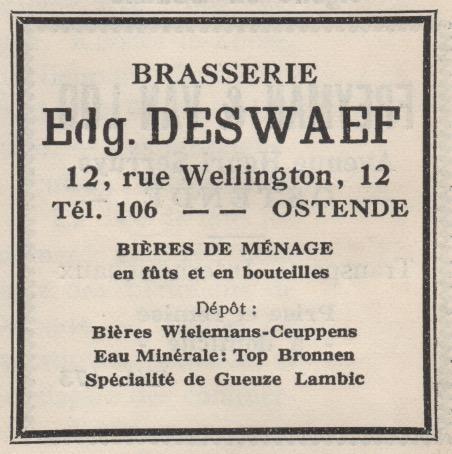 BRASSERIE
Edg. DESWAEF
12, rue Wellington, 12
Tél. 106 — — OSTENDE
BIÈRES DE MÉNAGE
en fûts et en bouteilles
Dépôt :
Bières Wielemans-Ceuppens
Eau Minérale: Top Bronnen
Spécialité de Gueuze Lambic